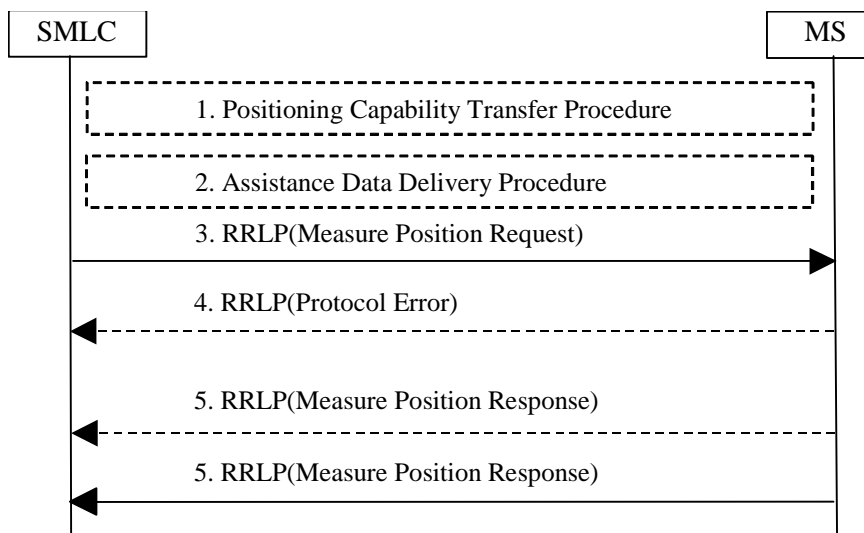 SMLC
MS
1. Positioning Capability Transfer Procedure
2. Assistance Data Delivery Procedure
3. RRLP(Measure Position Request)
4. RRLP(Protocol Error)
5. RRLP(Measure Position Response)
5. RRLP(Measure Position Response)